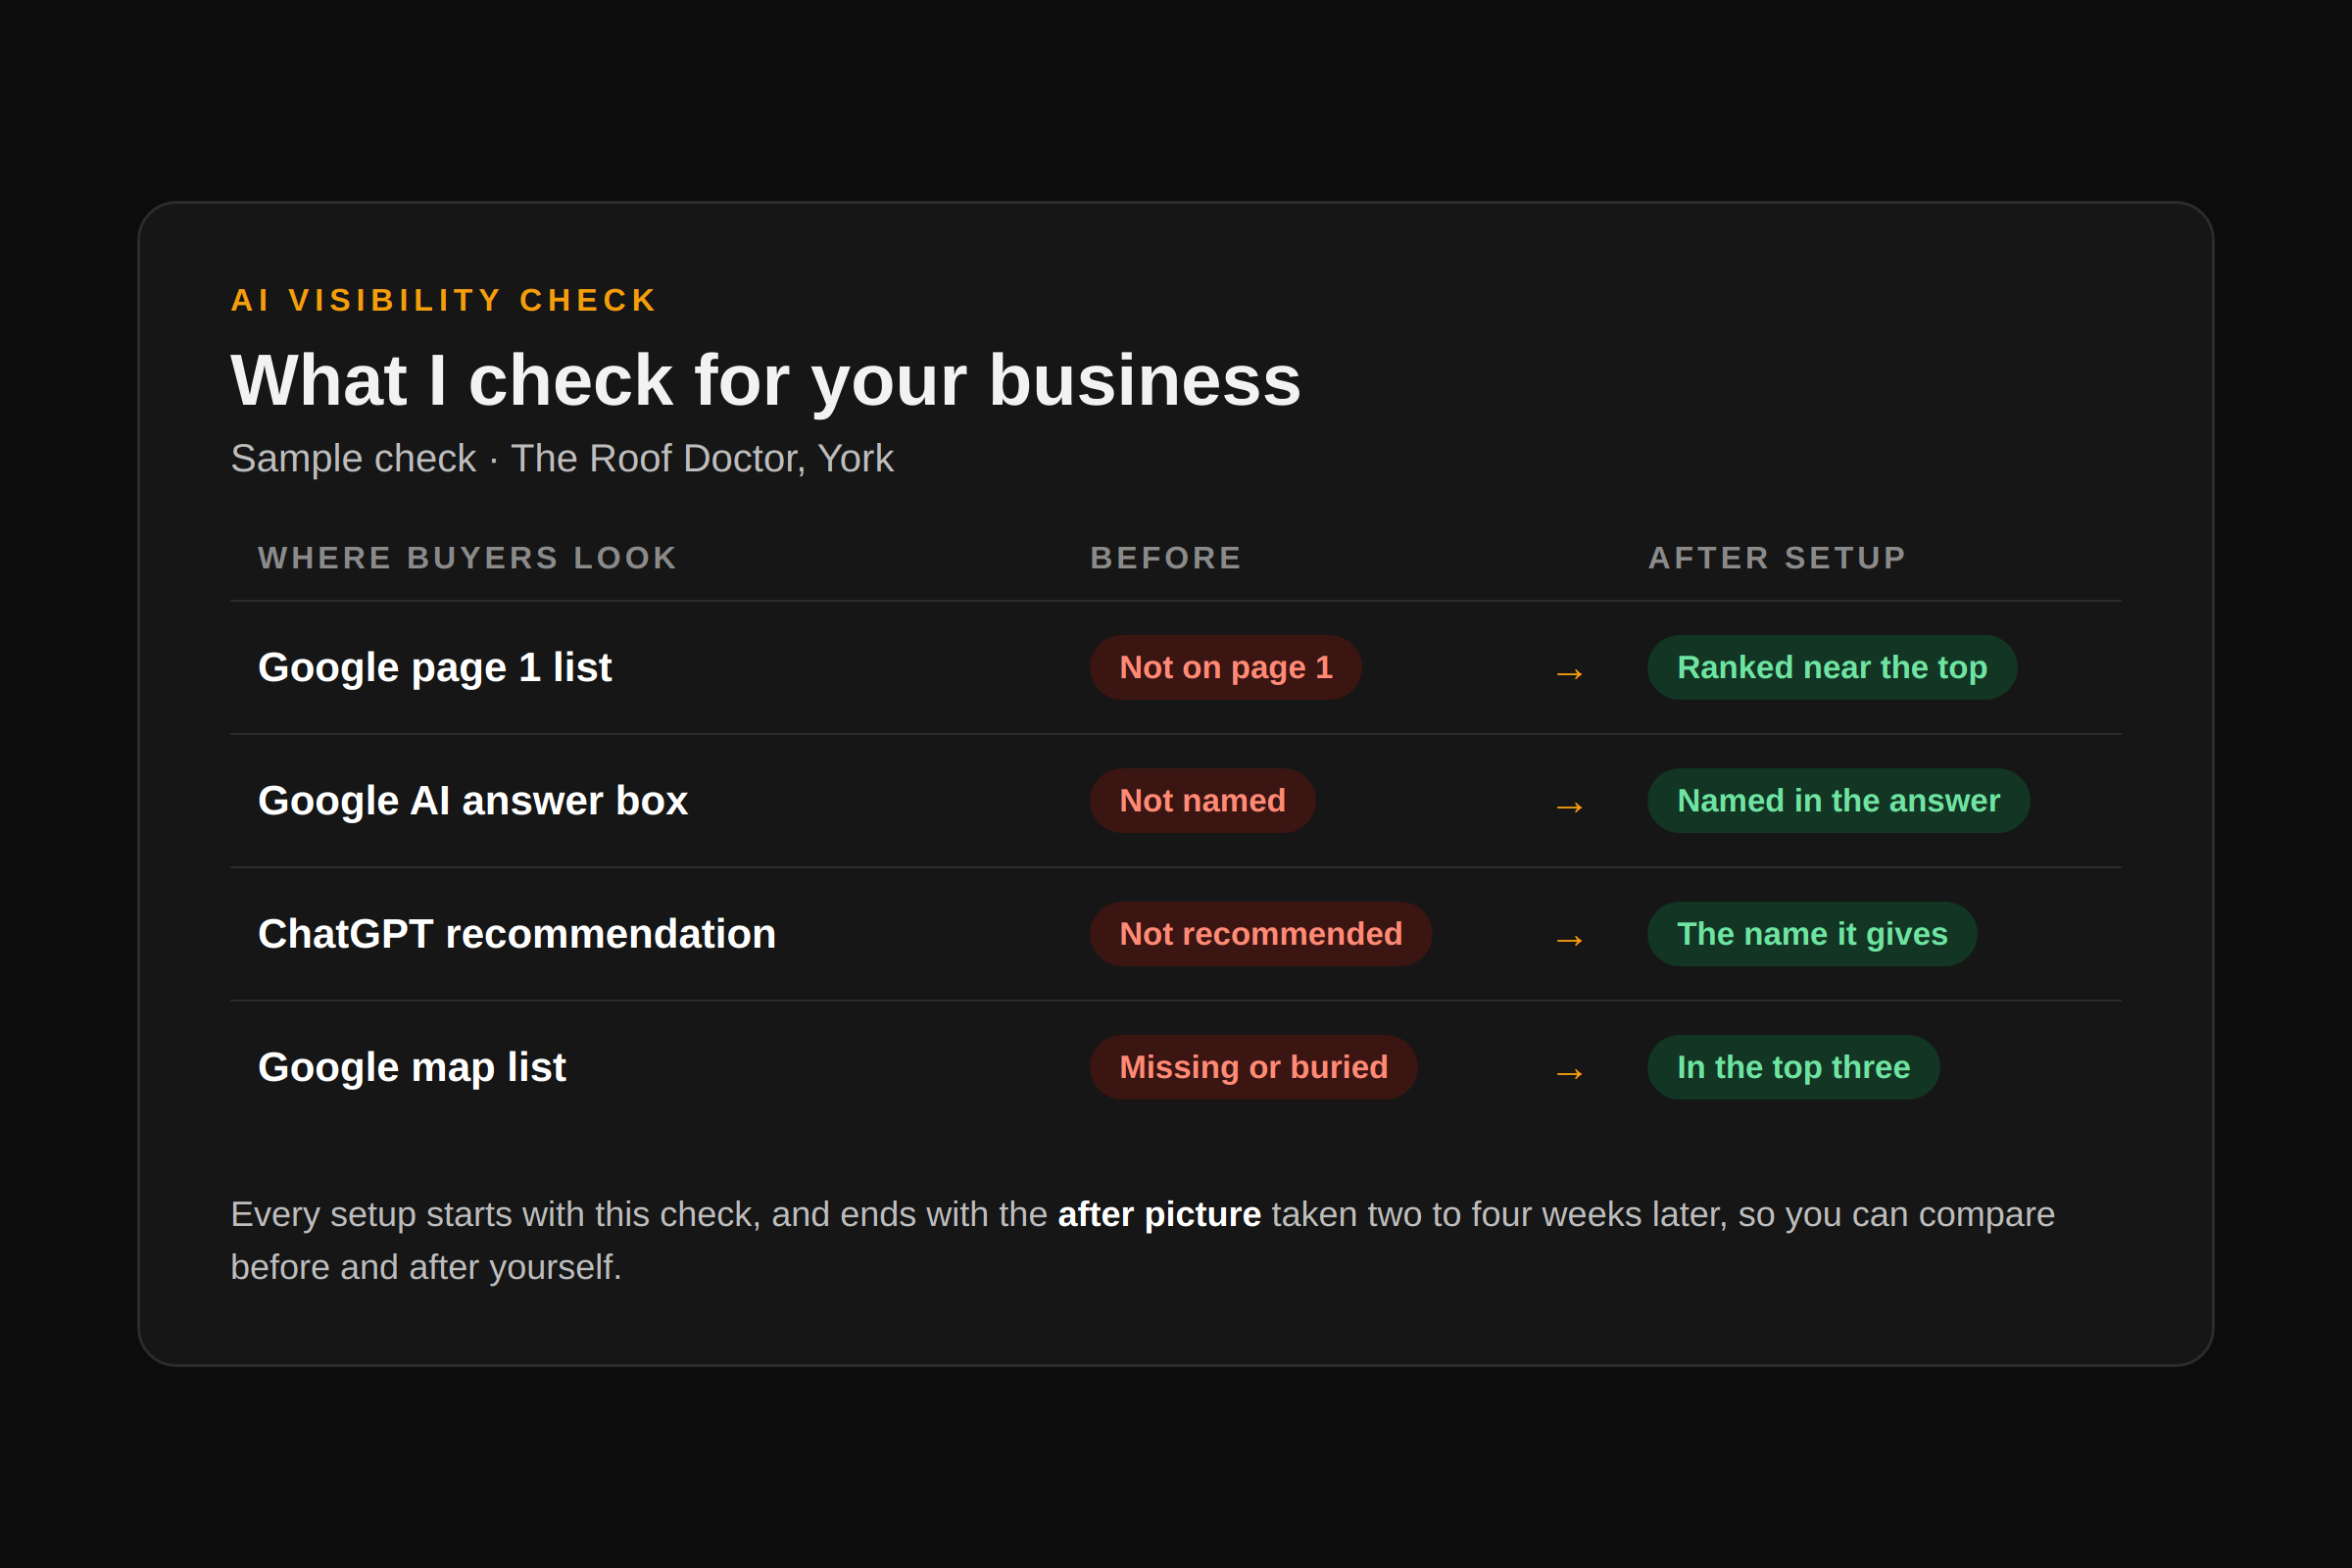 AI VISIBILITY CHECK
What I check for your business
Sample check · The Roof Doctor, York
WHERE BUYERS LOOK BEFORE AFTER SETUP
Google page 1 list Not on page 1 → Ranked near the top
Google AI answer box Not named → Named in the answer
ChatGPT recommendation Not recommended → The name it gives
Google map list Missing or buried → In the top three
Every setup starts with this check, and ends with the after picture taken two to four weeks later, so you can compare
before and after yourself.